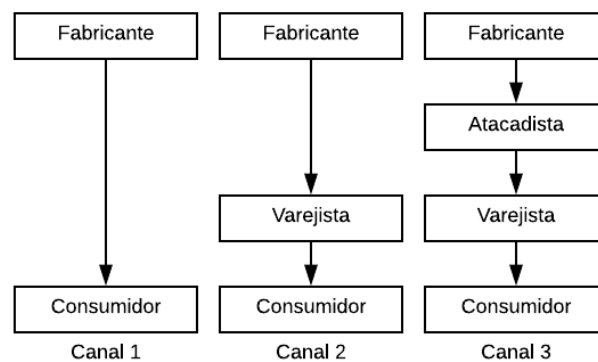 Fabricante
Fabricante
Fabricante
Atacadista
Varejista
Varejista
Consumidor
Consumidor
Consumidor
Canal 1
Canal 2
Canal 3